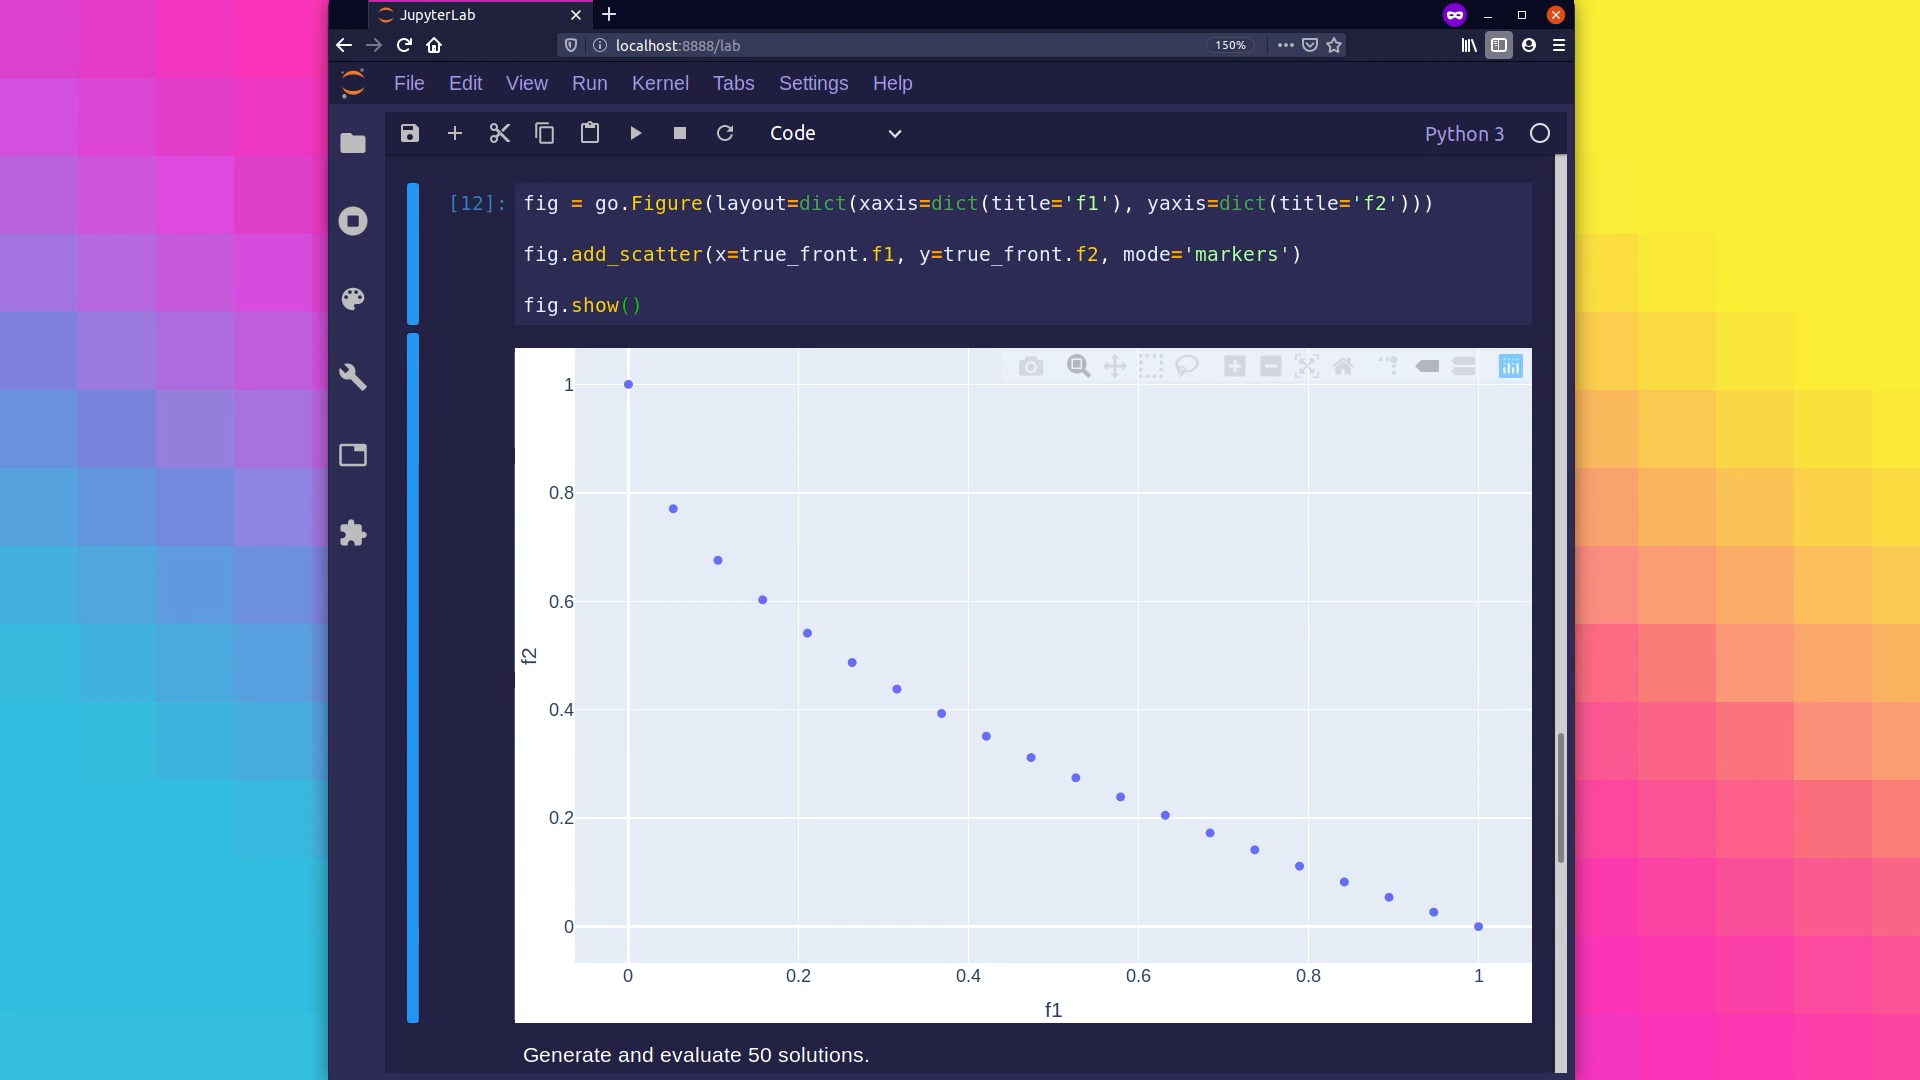 JupyterLab
localhost:8888/lab
150%
File Edit View Run Kernel Tabs Settings Help
Code
Python 3
[12]: fig = go.Figure(layout=dict(xaxis=dict(title='f1'), yaxis=dict(title='f2')))
fig.add_scatter(x=true_front.f1, y=true_front.f2, mode='markers')
fig.show()
1
0.8
0.6
0.4
0.2
0
f2
0 0.2 0.4 0.6 0.8 1
f1
Generate and evaluate 50 solutions.